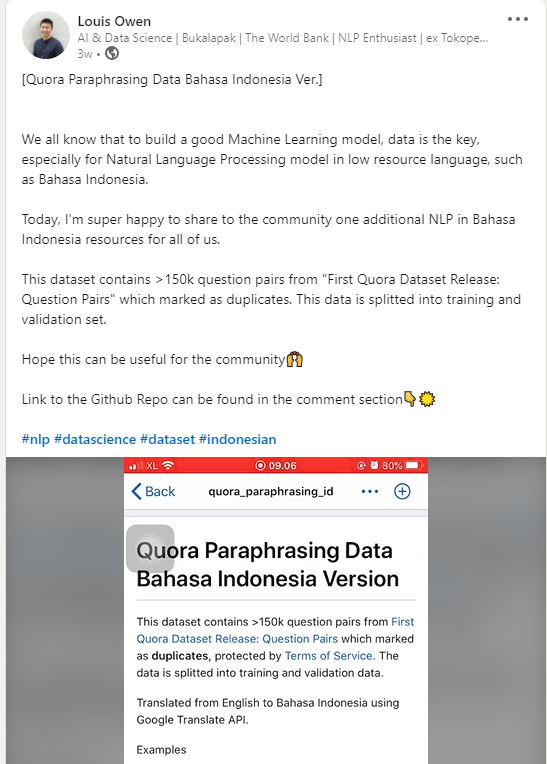 Louis Owen
AI & Data Science | Bukalapak | The World Bank | NLP Enthusiast | ex Tokope...
3w •
[Quora Paraphrasing Data Bahasa Indonesia Ver.]
We all know that to build a good Machine Learning model, data is the key,
especially for Natural Language Processing model in low resource language, such
as Bahasa Indonesia.
Today, I'm super happy to share to the community one additional NLP in Bahasa
Indonesia resources for all of us.
This dataset contains >150k question pairs from "First Quora Dataset Release:
Question Pairs" which marked as duplicates. This data is splitted into training and
validation set.
Hope this can be useful for the community🙌
Link to the Github Repo can be found in the comment section👇🌟
#nlp #datascience #dataset #indonesian
XL 09.06 80%
Back quora_paraphrasing_id
Quora Paraphrasing Data
Bahasa Indonesia Version
This dataset contains >150k question pairs from First
Quora Dataset Release: Question Pairs which marked
as duplicates, protected by Terms of Service. The
data is splitted into training and validation data.
Translated from English to Bahasa Indonesia using
Google Translate API.
Examples